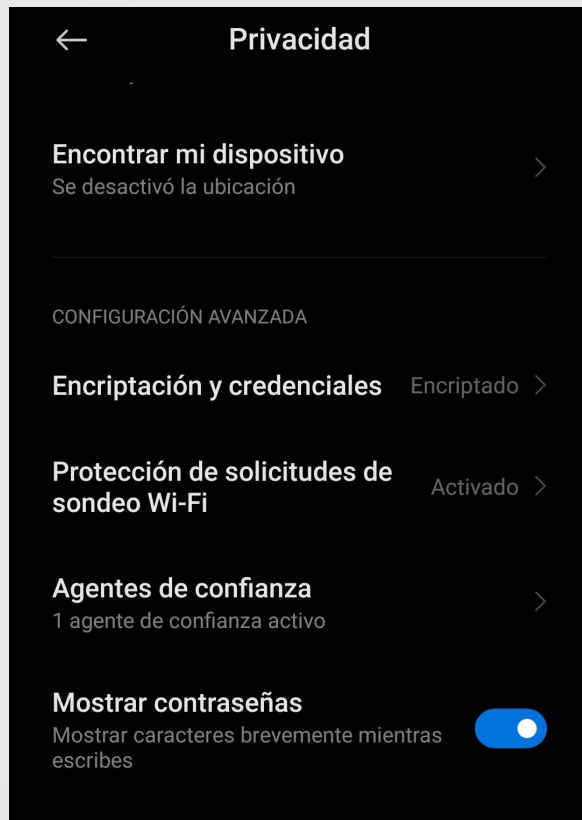 Privacidad
Encontrar mi dispositivo
Se desactivó la ubicación
CONFIGURACIÓN AVANZADA
Encriptación y credenciales
Encriptado
Protección de solicitudes de
sondeo Wi-Fi
Activado
Agentes de confianza
1 agente de confianza activo
Mostrar contraseñas
Mostrar caracteres brevemente mientras
escribes